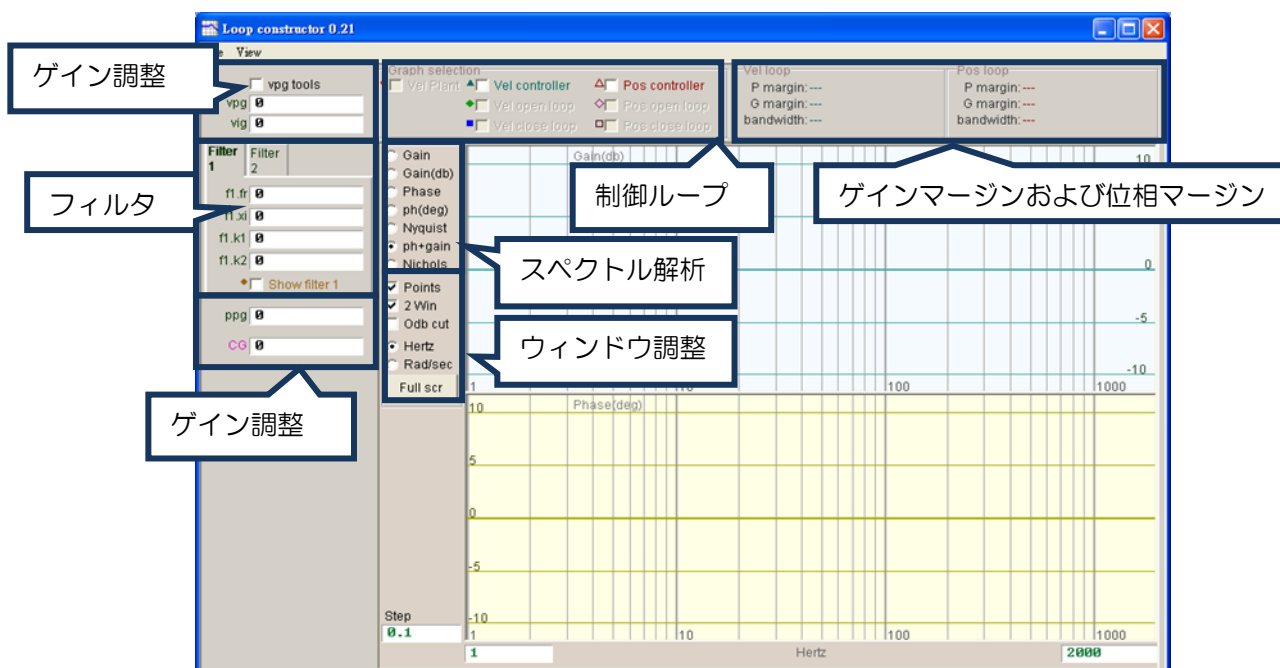 Loop constructor 0.21
View
ゲイン調整
vpg tools
vpg 0
vig 0
Graph selection
Vel Plant
Vel controller
Pos controller
Vel open loop
Pos open loop
Vel close loop
Pos close loop
Vel loop
P margin:---
G margin:---
bandwidth:---
Pos loop
P margin:---
G margin:---
bandwidth:---
Filter 1
Filter 2
フィルタ
f1.fr 0
f1.xi 0
f1.k1 0
f1.k2 0
Show filter 1
ppg 0
CG 0
ゲイン調整
Gain
Gain(db)
Phase
ph(deg)
Nyquist
ph+gain
Nichols
Points
2 Win
0db cut
Hertz
Rad/sec
Full scr
制御ループ
ゲインマージンおよび位相マージン
スペクトル解析
ウィンドウ調整
Gain(db)
10
0
-5
-10
1
10
100
1000
Phase(deg)
10
5
0
-5
-10
1
10
100
1000
Step
0.1
1
Hertz
2000